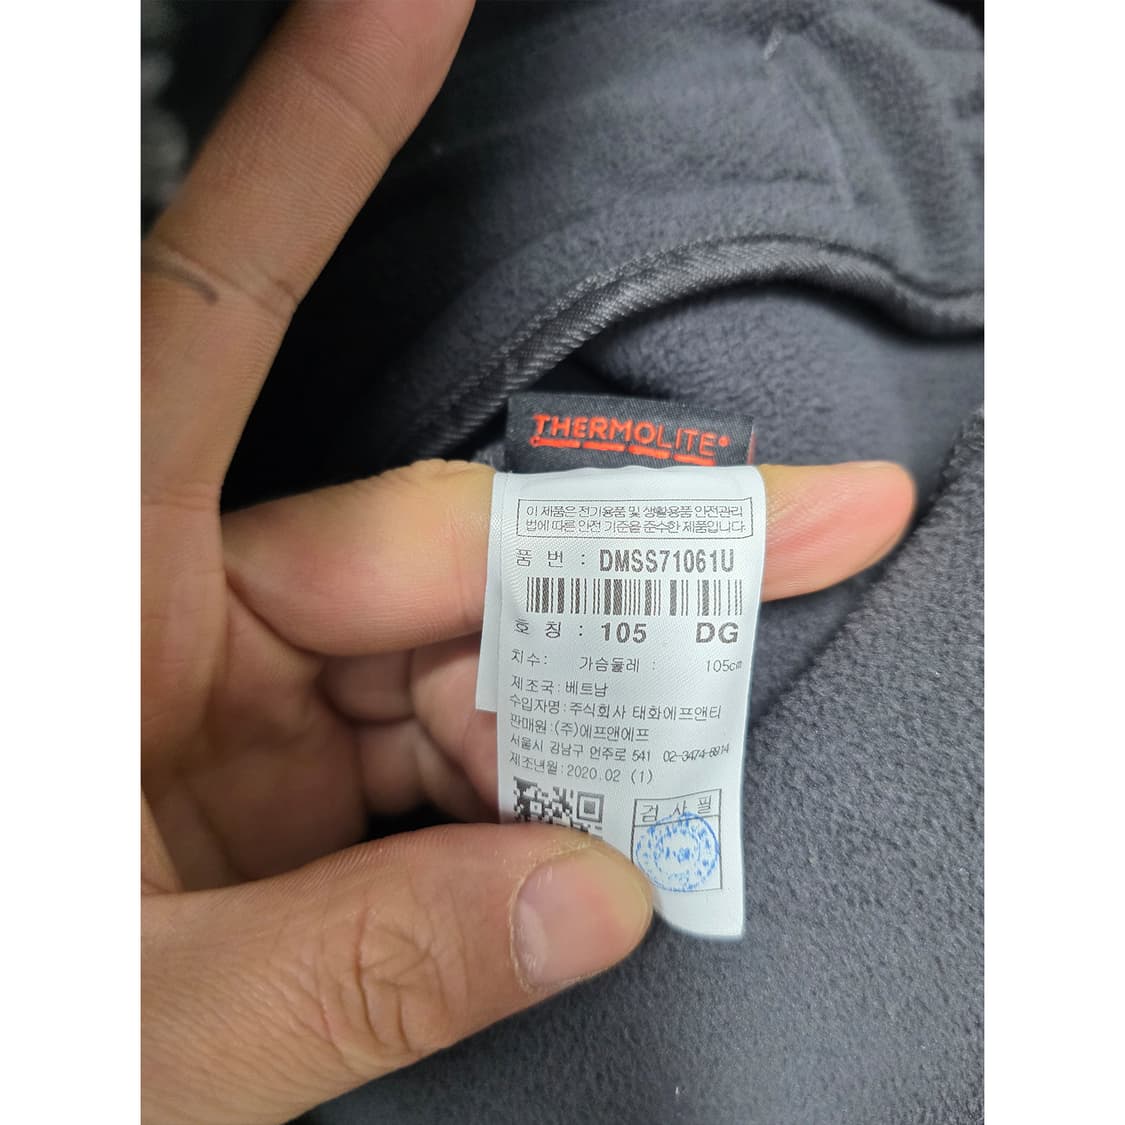 THERMOLITE®
이 제품은 전기용품 및 생활용품 안전관리
법에 따른 안전 기준을 준수한 제품입니다.
품 번 : DMSS71061U
호 칭 : 105 DG
치수: 가슴둘레 : 105cm
제조국:베트남
수입자명:주식회사 태화에프앤티
판매원:(주)에프앤에프
서울시 강남구 언주로 541 02-3474-8914
제조년월:2020.02 (1)
검 사 필